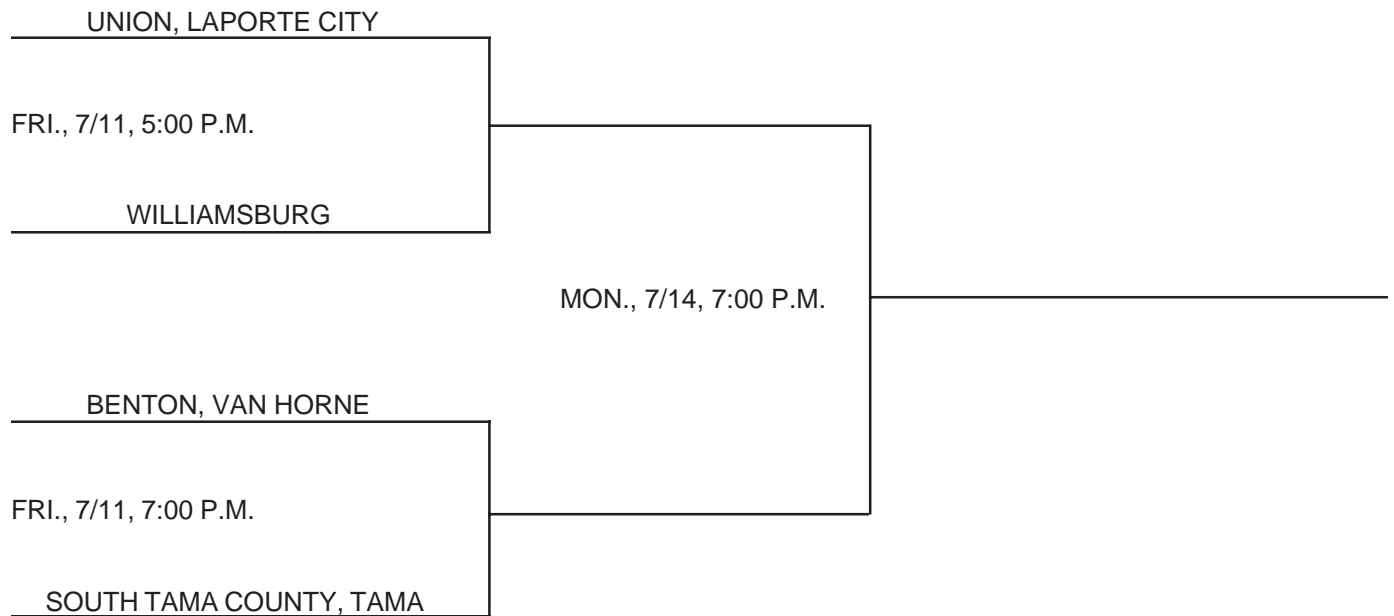 UNION, LAPORTE CITY
FRI., 7/11, 5:00 P.M.
WILLIAMSBURG
MON., 7/14, 7:00 P.M.
BENTON, VAN HORNE
FRI., 7/11, 7:00 P.M.
SOUTH TAMA COUNTY, TAMA